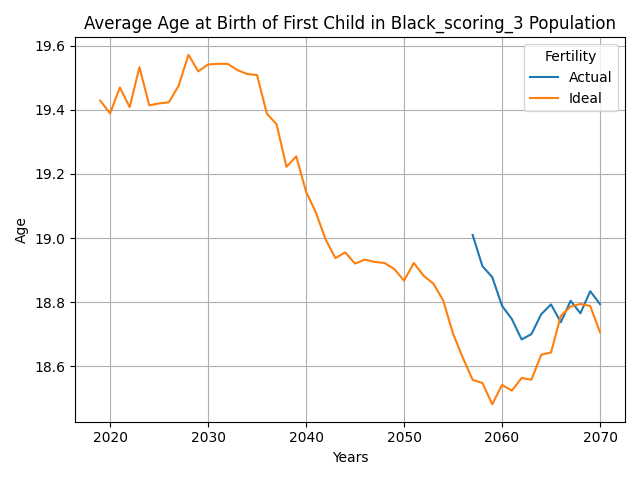 Average Age at Birth of First Child in Black_scoring_3 Population
19.6
19.4
19.2
19.0
18.8
18.6
Age
Fertility
Actual
Ideal
2020 2030 2040 2050 2060 2070
Years